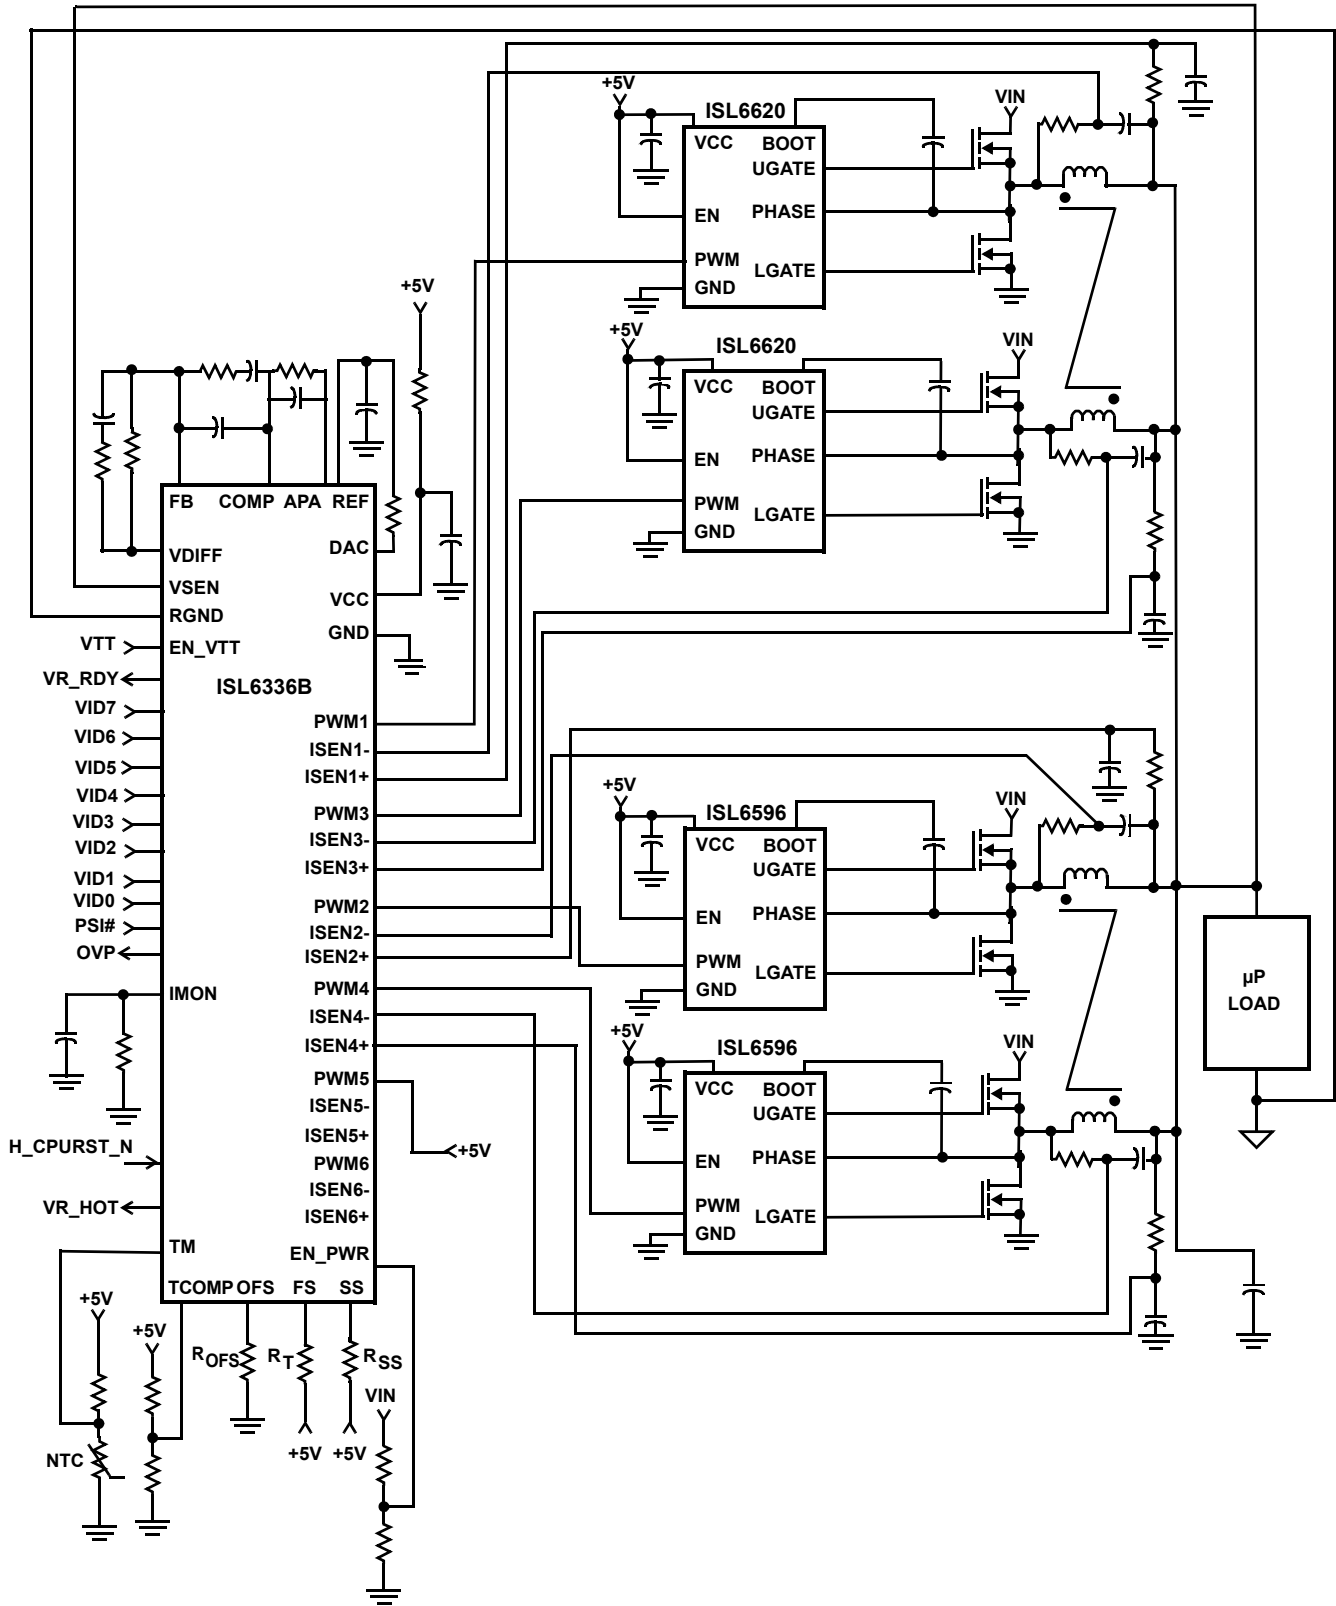 +5V
ISL6620
VCC
BOOT
UGATE
EN
PHASE
PWM
LGATE
GND
VIN
+5V
ISL6620
VCC
BOOT
UGATE
EN
PHASE
PWM
LGATE
GND
VIN
+5V
FB
COMP
APA
REF
VDIFF
DAC
VSEN
VCC
RGND
GND
VTT
EN_VTT
VR_RDY
ISL6336B
VID7
VID6
VID5
VID4
VID3
VID2
VID1
VID0
PSI#
OVP
IMON
H_CPURST_N
VR_HOT
TM
PWM1
ISEN1-
ISEN1+
PWM3
ISEN3-
ISEN3+
PWM2
ISEN2-
ISEN2+
PWM4
ISEN4-
ISEN4+
PWM5
ISEN5-
ISEN5+
PWM6
ISEN6-
ISEN6+
EN_PWR
+5V
TCOMP
OFS
FS
SS
+5V
ISL6596
VCC
BOOT
UGATE
EN
PHASE
PWM
LGATE
GND
VIN
+5V
ISL6596
VCC
BOOT
UGATE
EN
PHASE
PWM
LGATE
GND
VIN
µP
LOAD
+5V
NTC
+5V
ROFS
RT
+5V
RSS
+5V
VIN